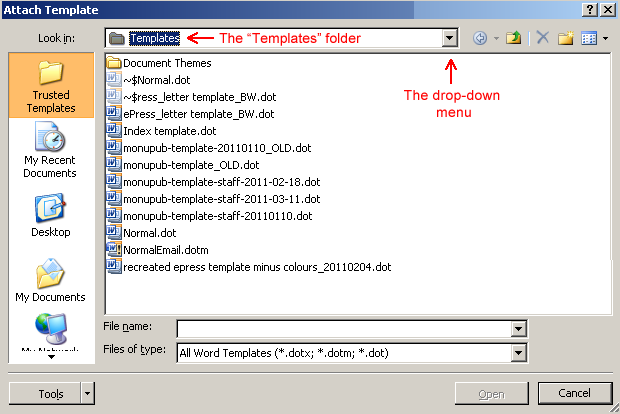 Attach Template
Look in:
Templates
The “Templates” folder
The drop-down
menu
Trusted
Templates
My Recent
Documents
Desktop
My Documents
Document Themes
~$Normal.dot
~$ress_letter template_BW.dot
ePress_letter template_BW.dot
Index template.dot
monupub-template-20110110_OLD.dot
monupub-template_OLD.dot
monupub-template-staff-2011-02-18.dot
monupub-template-staff-2011-03-11.dot
monupub-template-staff-20110110.dot
Normal.dot
NormalEmail.dotm
recreated epress template minus colours_20110204.dot
File name:
Files of type:
All Word Templates (*.dotx; *.dotm; *.dot)
Tools
Open
Cancel